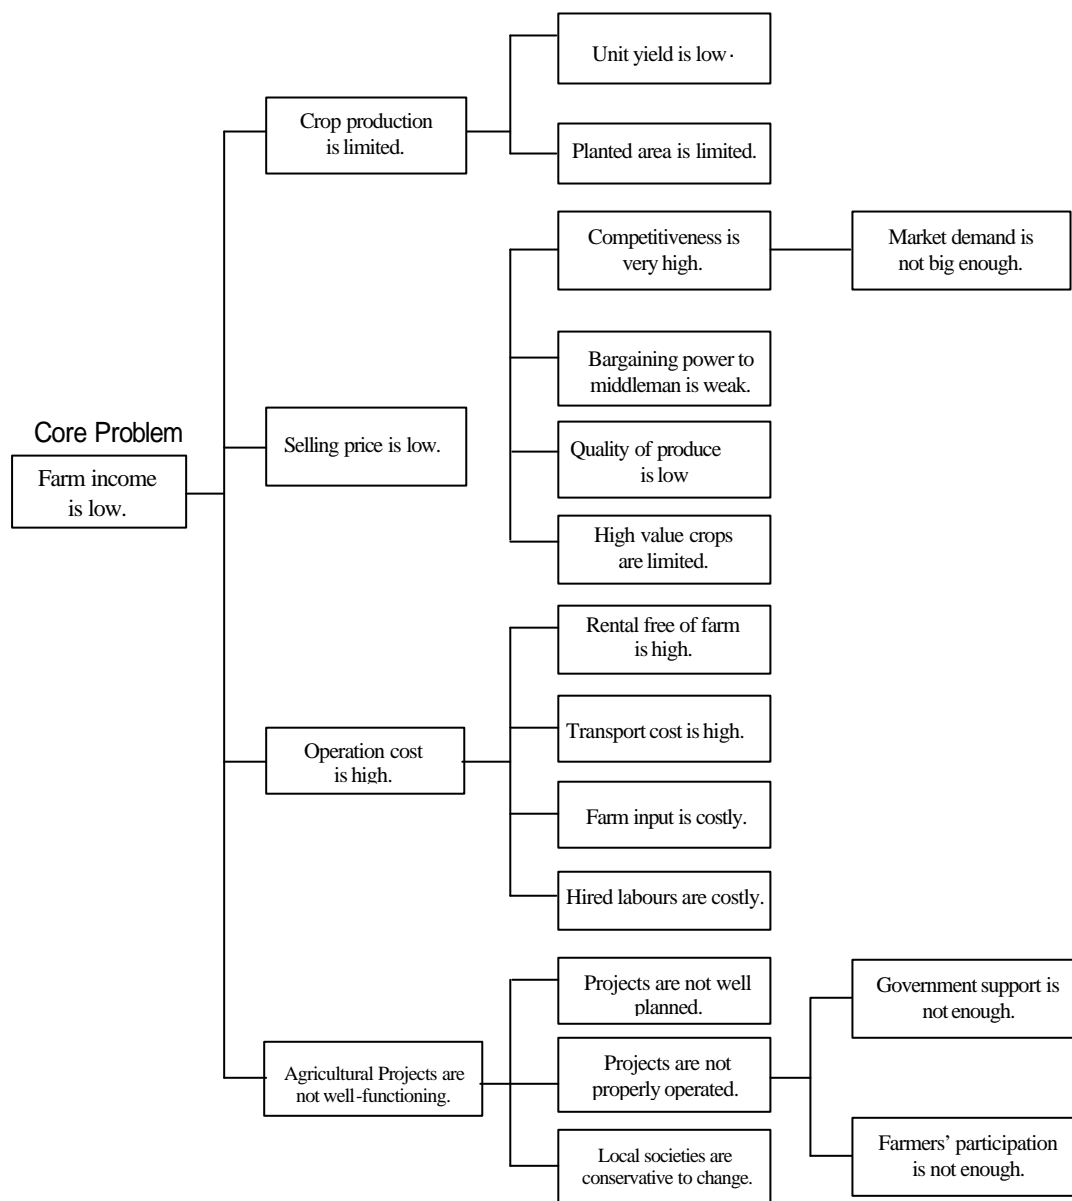 Core Problem
Farm income
is low.
Crop production
is limited.
Unit yield is low.
Planted area is limited.
Selling price is low.
Competitiveness is
very high.
Market demand is
not big enough.
Bargaining power to
middleman is weak.
Quality of produce
is low
High value crops
are limited.
Operation cost
is high.
Rental free of farm
is high.
Transport cost is high.
Farm input is costly.
Hired labours are costly.
Agricultural Projects are
not well-functioning.
Projects are not well
planned.
Projects are not
properly operated.
Government support is
not enough.
Farmers’ participation
is not enough.
Local societies are
conservative to change.